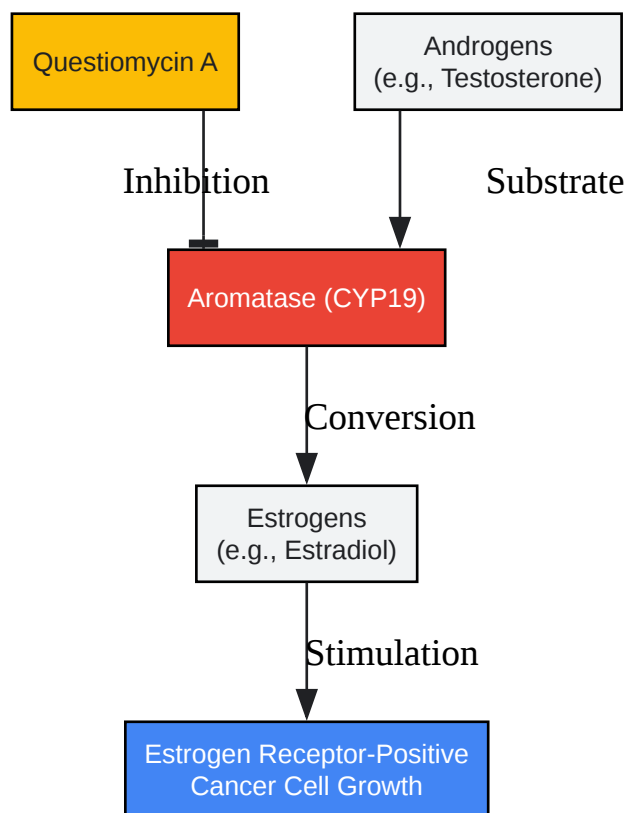 Questiomycin A
Androgens
(e.g., Testosterone)
Inhibition
Substrate
Aromatase (CYP19)
Conversion
Estrogens
(e.g., Estradiol)
Stimulation
Estrogen Receptor-Positive
Cancer Cell Growth